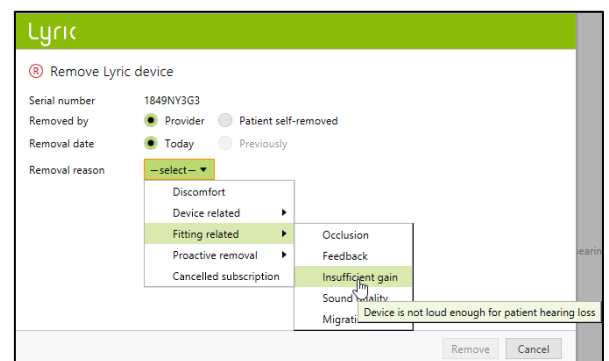 Lyric
R Remove Lyric device
Serial number 1849NY3G3
Removed by Provider Patient self-removed
Removal date Today Previously
Removal reason —select—
Discomfort
Device related
Fitting related
Proactive removal
Cancelled subscription
Occlusion
Feedback
Insufficient gain
Sound quality
Device is not loud enough for patient hearing loss
Remove Cancel